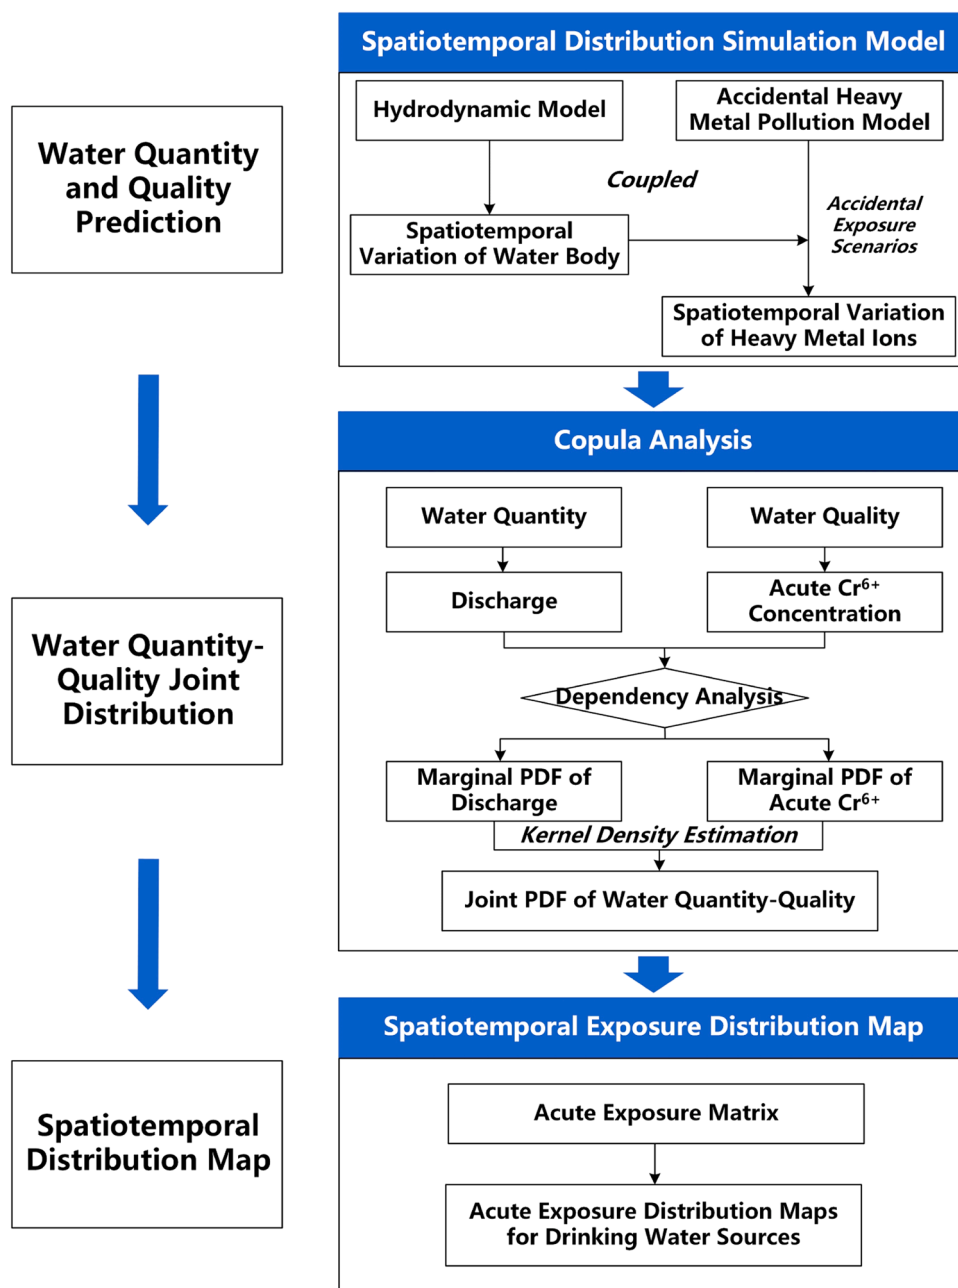 Spatiotemporal Distribution Simulation Model
Water Quantity
and Quality
Prediction
Hydrodynamic Model
Accidental Heavy
Metal Pollution Model
Coupled
Accidental
Exposure
Scenarios
Spatiotemporal
Variation of Water Body
Spatiotemporal Variation
of Heavy Metal Ions
Copula Analysis
Water Quantity-
Quality Joint
Distribution
Water Quantity
Water Quality
Discharge
Acute Cr⁶⁺
Concentration
Dependency Analysis
Marginal PDF of
Discharge
Marginal PDF of
Acute Cr⁶⁺
Kernel Density Estimation
Joint PDF of Water Quantity-Quality
Spatiotemporal Exposure Distribution Map
Spatiotemporal
Distribution Map
Acute Exposure Matrix
Acute Exposure Distribution Maps
for Drinking Water Sources